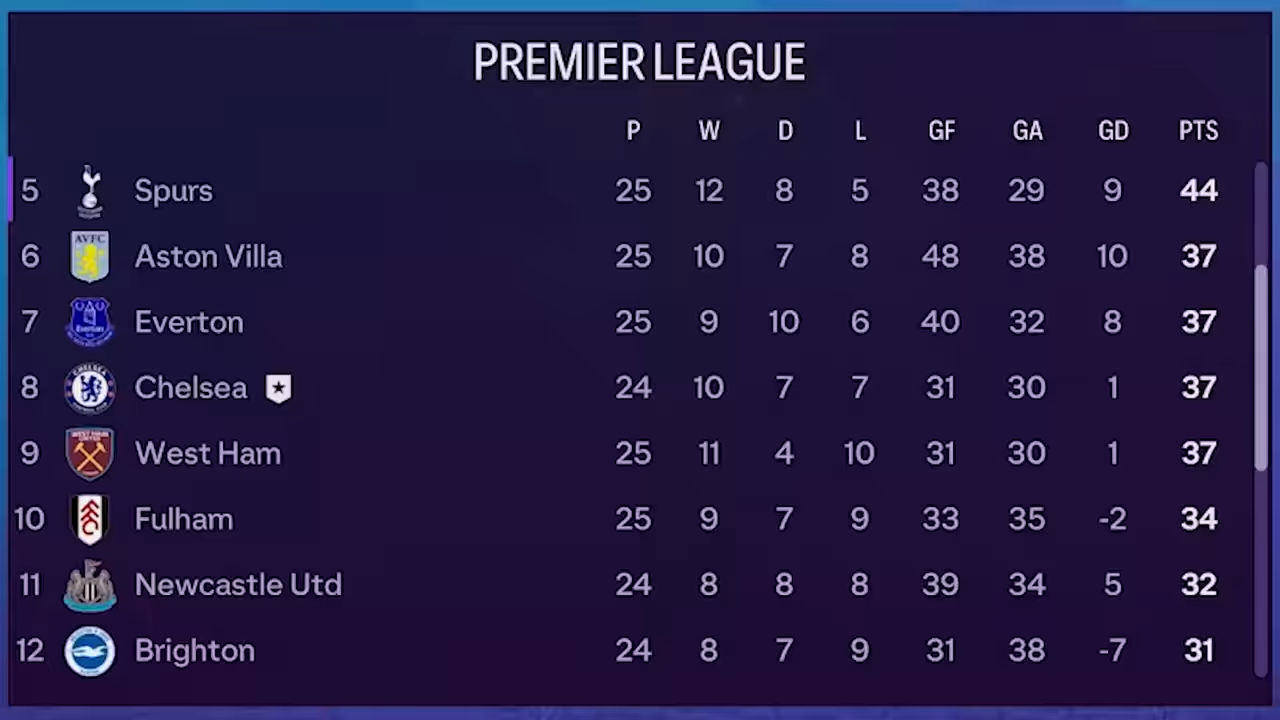 PREMIER LEAGUE
P W D L GF GA GD PTS
5 Spurs 25 12 8 5 38 29 9 44
6 AVFC Aston Villa 25 10 7 8 48 38 10 37
7 Everton Everton 25 9 10 6 40 32 8 37
8 Chelsea 24 10 7 7 31 30 1 37
9 West Ham 25 11 4 10 31 30 1 37
10 Fulham 25 9 7 9 33 35 -2 34
11 Newcastle Utd 24 8 8 8 39 34 5 32
12 Brighton 24 8 7 9 31 38 -7 31